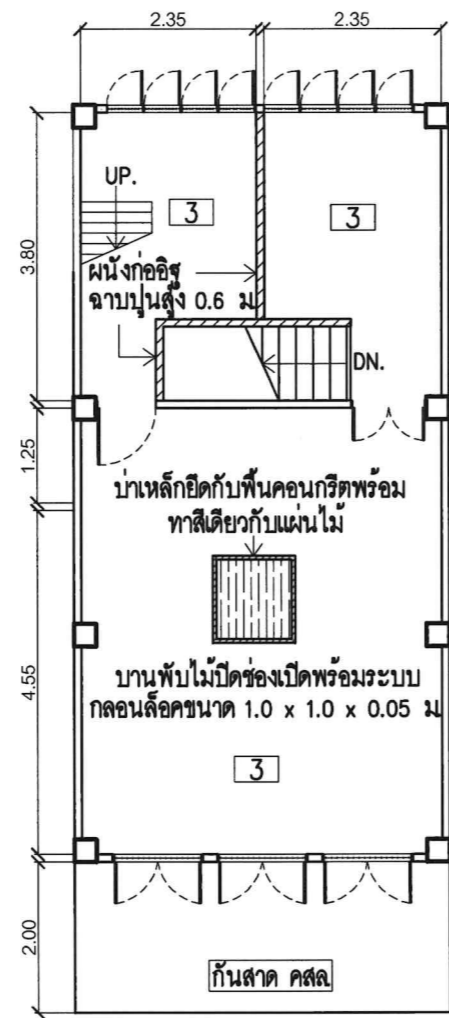 2.35 2.35
UP.
3
3
3.80
ผนังก่ออิฐ
ฉาบปูนสูง 0.6 ม.
DN.
1.25
บ่าเหล็กยึดกับพื้นคอนกรีตพร้อม
ทาสีเดียวกับแผ่นไม้
4.55
บานพับไม้ปิดช่องเปิดพร้อมระบบ
กลอนล็อคขนาด 1.0 x 1.0 x 0.05 ม.
3
2.00
กันสาด คสล.